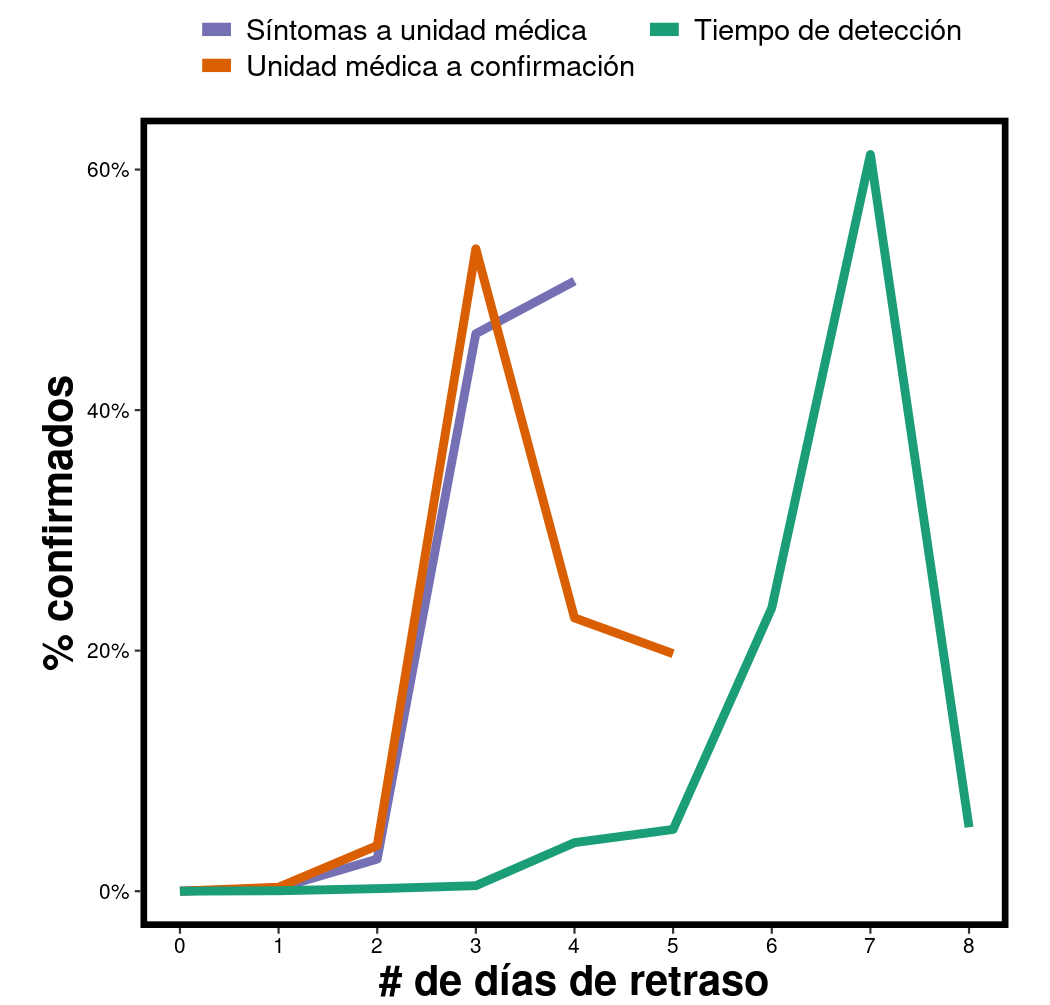 Síntomas a unidad médica
Tiempo de detección
Unidad médica a confirmación
60%
40%
20%
0%
% confirmados
0 1 2 3 4 5 6 7 8
# de días de retraso